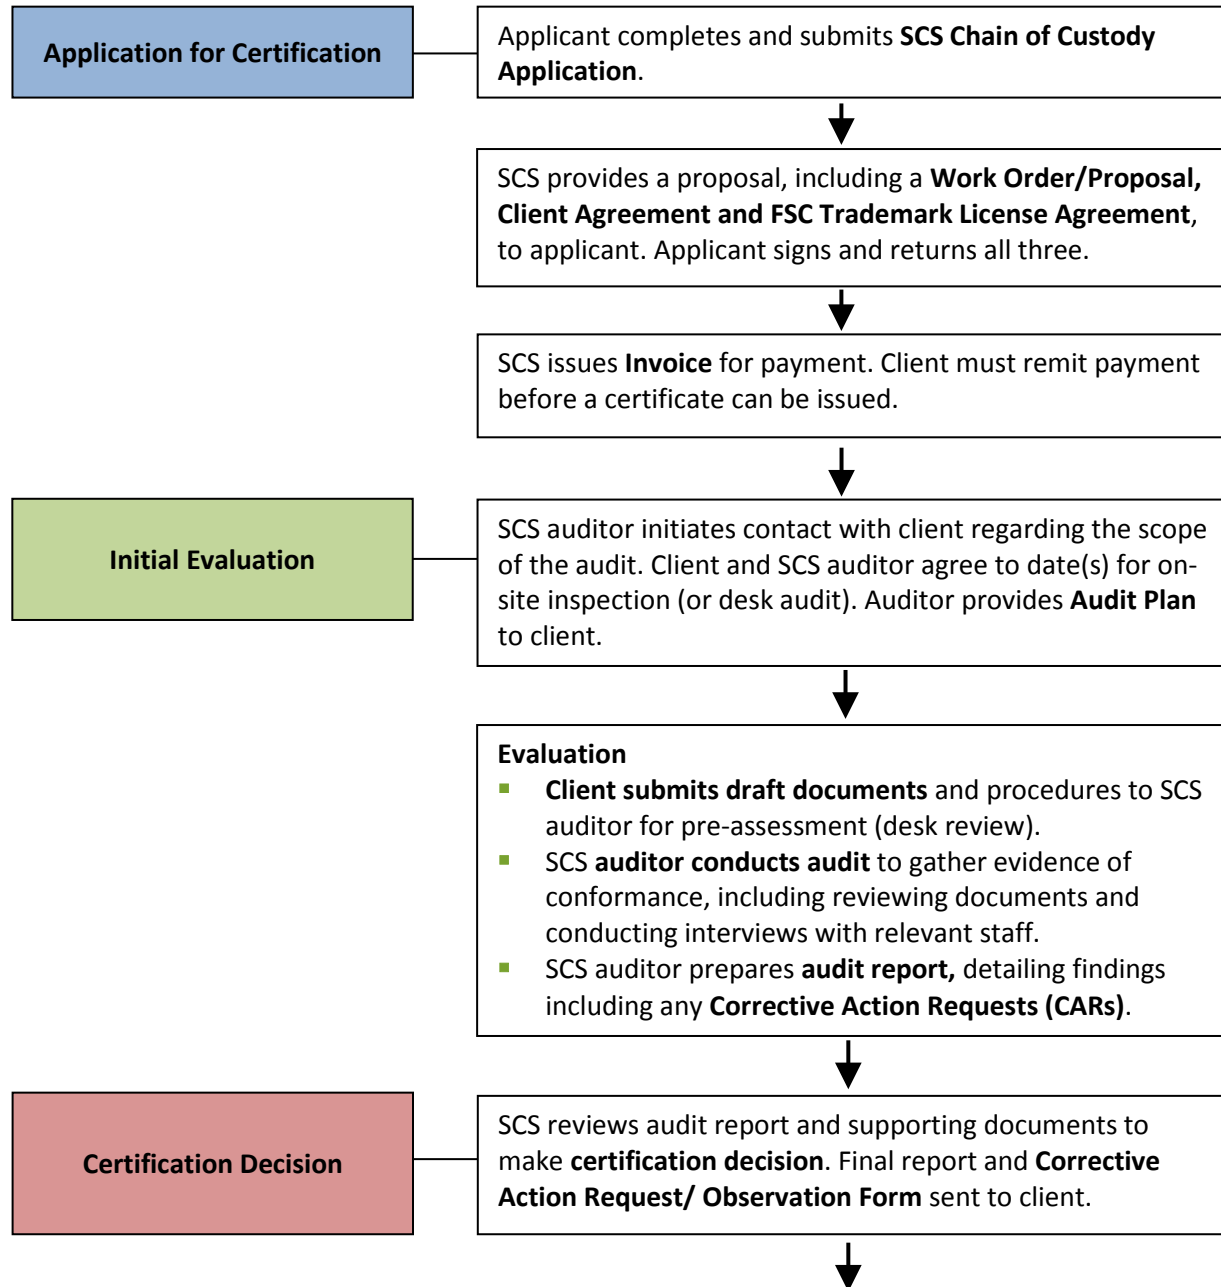 Application for Certification
Applicant completes and submits SCS Chain of Custody
Application.
SCS provides a proposal, including a Work Order/Proposal,
Client Agreement and FSC Trademark License Agreement,
to applicant. Applicant signs and returns all three.
SCS issues Invoice for payment. Client must remit payment
before a certificate can be issued.
Initial Evaluation
SCS auditor initiates contact with client regarding the scope
of the audit. Client and SCS auditor agree to date(s) for on-
site inspection (or desk audit). Auditor provides Audit Plan
to client.
Evaluation
▪ Client submits draft documents and procedures to SCS
auditor for pre-assessment (desk review).
▪ SCS auditor conducts audit to gather evidence of
conformance, including reviewing documents and
conducting interviews with relevant staff.
▪ SCS auditor prepares audit report, detailing findings
including any Corrective Action Requests (CARs).
Certification Decision
SCS reviews audit report and supporting documents to
make certification decision. Final report and Corrective
Action Request/ Observation Form sent to client.